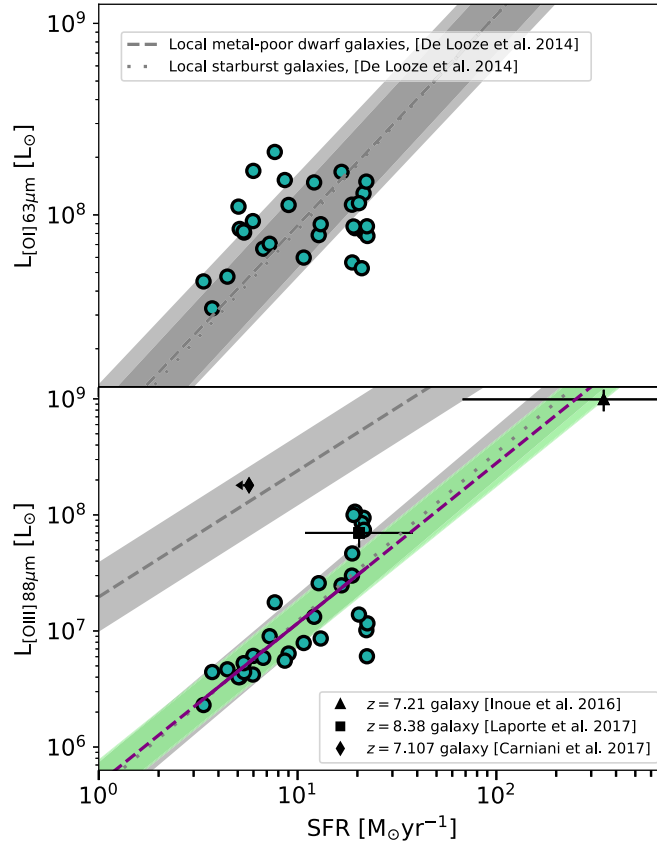 10⁹
Local metal-poor dwarf galaxies, [De Looze et al. 2014]
Local starburst galaxies, [De Looze et al. 2014]
L[OI] 63μm [L⊙]
10⁸
10⁹
10⁸
L[OIII] 88μm [L⊙]
10⁷
z = 7.21 galaxy [Inoue et al. 2016]
z = 8.38 galaxy [Laporte et al. 2017]
z = 7.107 galaxy [Carniani et al. 2017]
10⁶
10⁰ 10¹ 10²
SFR [M⊙yr⁻¹]